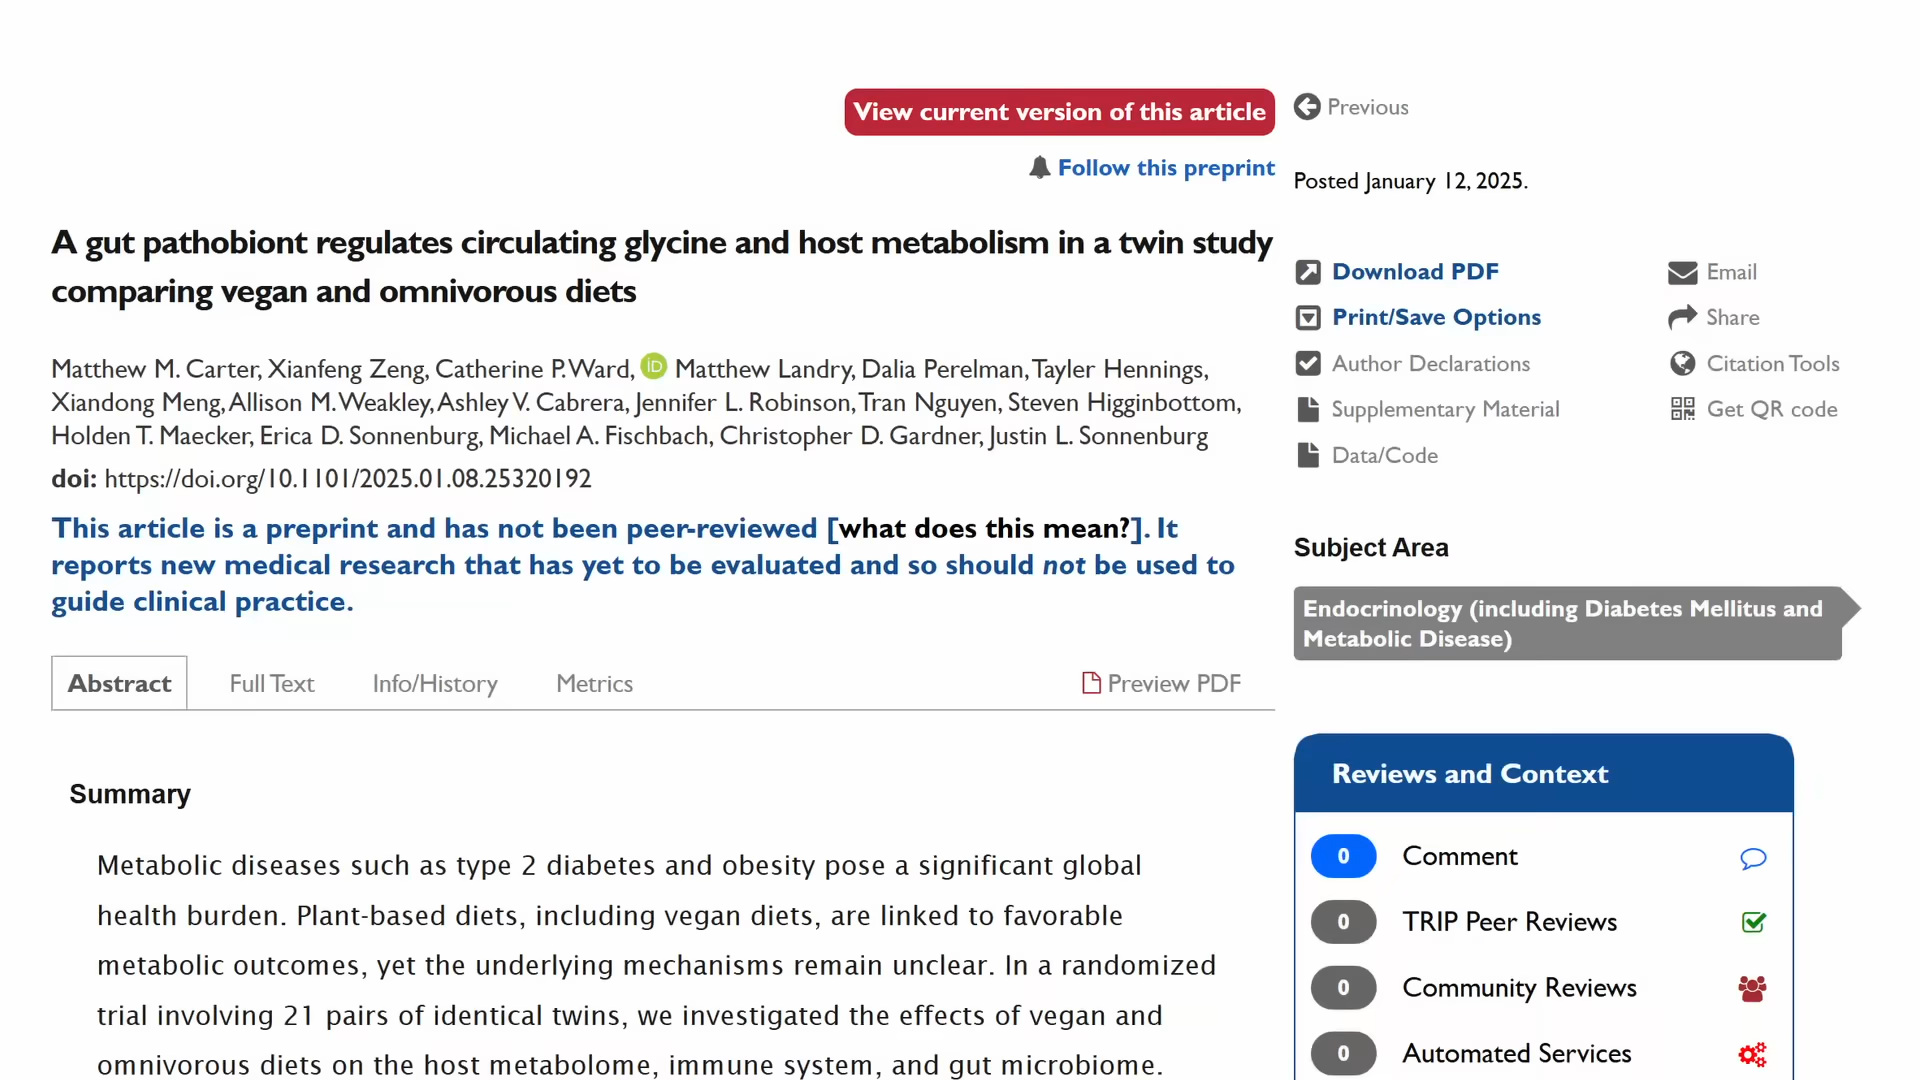 View current version of this article
Follow this preprint
A gut pathobiont regulates circulating glycine and host metabolism in a twin study
comparing vegan and omnivorous diets
Matthew M. Carter, Xianfeng Zeng, Catherine P. Ward, iD Matthew Landry, Dalia Perelman, Tayler Hennings,
Xiandong Meng, Allison M. Weakley, Ashley V. Cabrera, Jennifer L. Robinson, Tran Nguyen, Steven Higginbottom,
Holden T. Maecker, Erica D. Sonnenburg, Michael A. Fischbach, Christopher D. Gardner, Justin L. Sonnenburg
doi: https://doi.org/10.1101/2025.01.08.25320192
This article is a preprint and has not been peer-reviewed [what does this mean?]. It
reports new medical research that has yet to be evaluated and so should not be used to
guide clinical practice.
Abstract Full Text Info/History Metrics Preview PDF
Summary
Metabolic diseases such as type 2 diabetes and obesity pose a significant global
health burden. Plant-based diets, including vegan diets, are linked to favorable
metabolic outcomes, yet the underlying mechanisms remain unclear. In a randomized
trial involving 21 pairs of identical twins, we investigated the effects of vegan and
omnivorous diets on the host metabolome, immune system, and gut microbiome.
Previous
Posted January 12, 2025.
Download PDF Email
Print/Save Options Share
Author Declarations Citation Tools
Supplementary Material Get QR code
Data/Code
Subject Area
Endocrinology (including Diabetes Mellitus and
Metabolic Disease)
Reviews and Context
0 Comment
0 TRIP Peer Reviews
0 Community Reviews
0 Automated Services